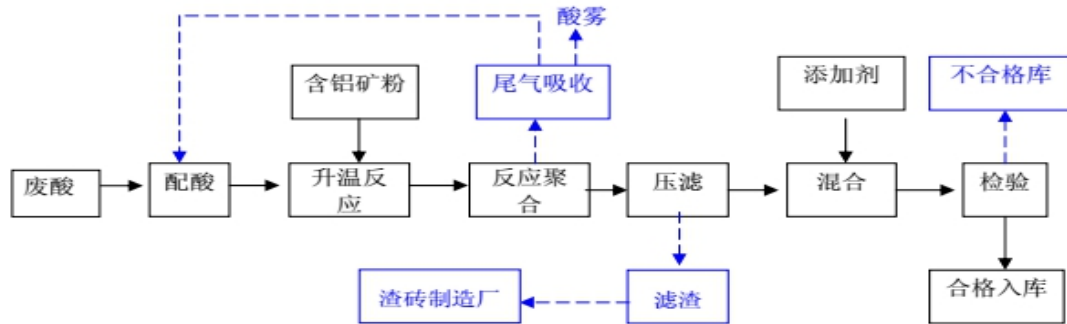 酸雾
含铝矿粉
尾气吸收
添加剂
不合格库
废酸
配酸
升温反
应
反应聚
合
压滤
混合
检验
渣砖制造厂
滤渣
合格入库